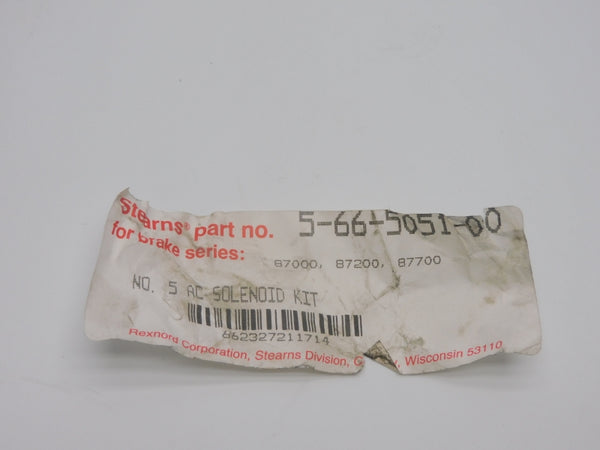 Stearns® part no. 5-66-5051-00
for brake series: 87000, 87200, 87700
NO. 5 AC SOLENOID KIT
662327211714
Rexnord Corporation, Stearns Division, Wisconsin 53110